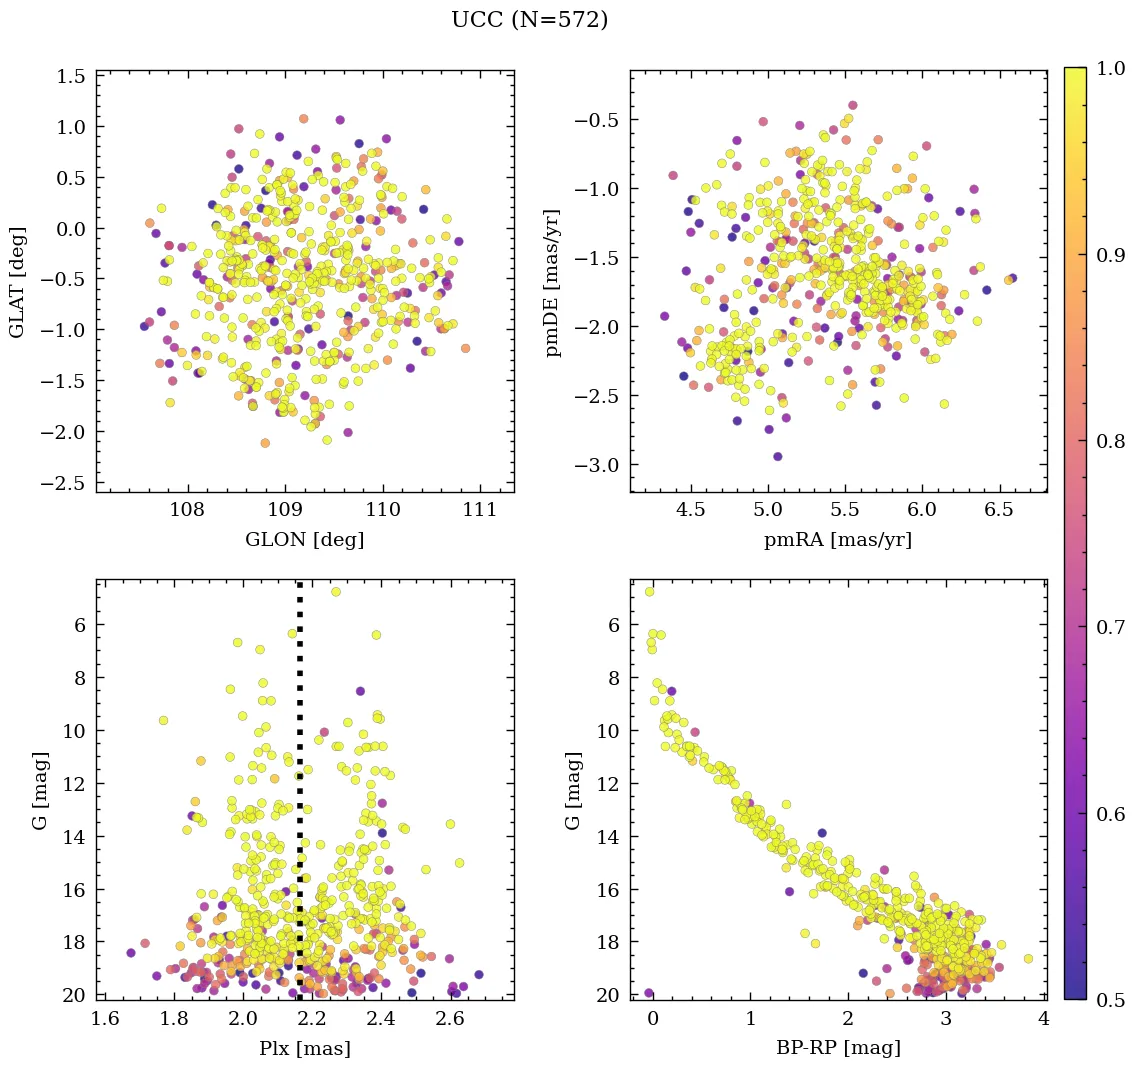 UCC (N=572)
1.5
1.0
0.5
0.0
−0.5
−1.0
−1.5
−2.0
−2.5
GLAT [deg]
108 109 110 111
GLON [deg]
−0.5
−1.0
−1.5
−2.0
−2.5
−3.0
pmDE [mas/yr]
4.5 5.0 5.5 6.0 6.5
pmRA [mas/yr]
6
8
10
12
14
16
18
20
G [mag]
1.6 1.8 2.0 2.2 2.4 2.6
Plx [mas]
6
8
10
12
14
16
18
20
G [mag]
0 1 2 3 4
BP-RP [mag]
1.0
0.9
0.8
0.7
0.6
0.5